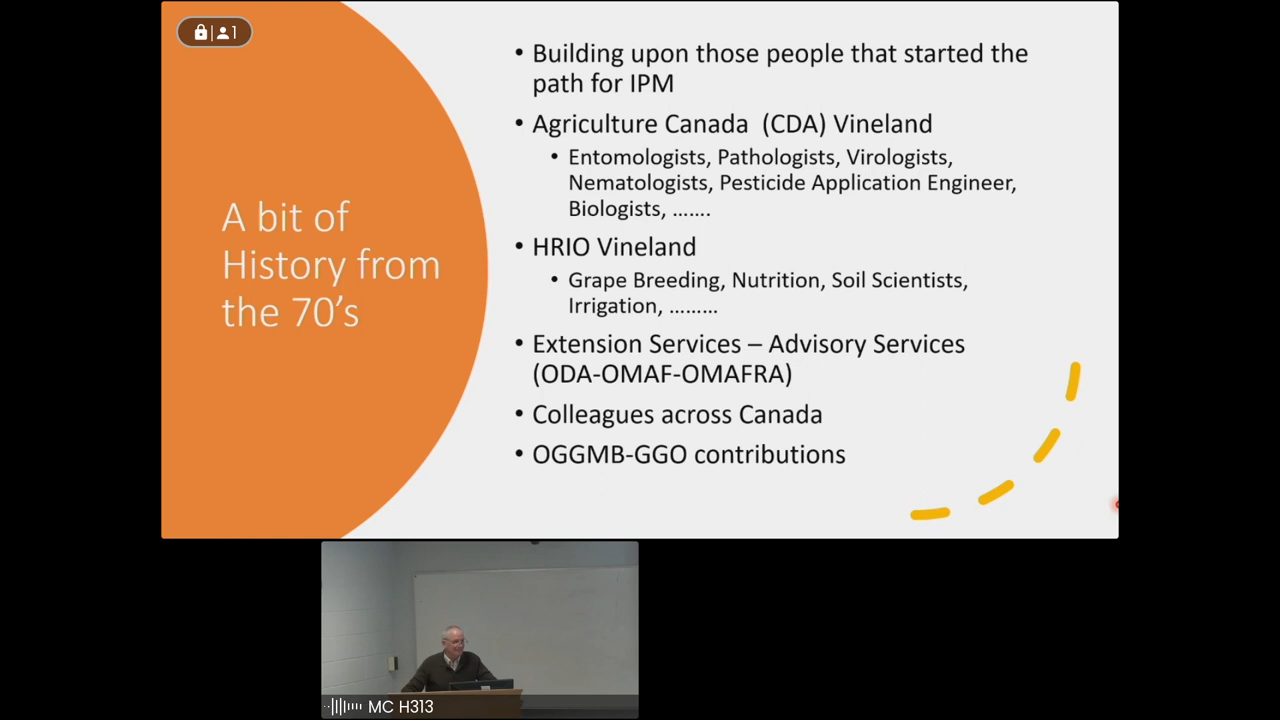 1
A bit of
History from
the 70's
• Building upon those people that started the
path for IPM
• Agriculture Canada (CDA) Vineland
• Entomologists, Pathologists, Virologists,
Nematologists, Pesticide Application Engineer,
Biologists, …….
• HRIO Vineland
• Grape Breeding, Nutrition, Soil Scientists,
Irrigation, ………
• Extension Services – Advisory Services
(ODA-OMAF-OMAFRA)
• Colleagues across Canada
• OGGMB-GGO contributions
MC H313